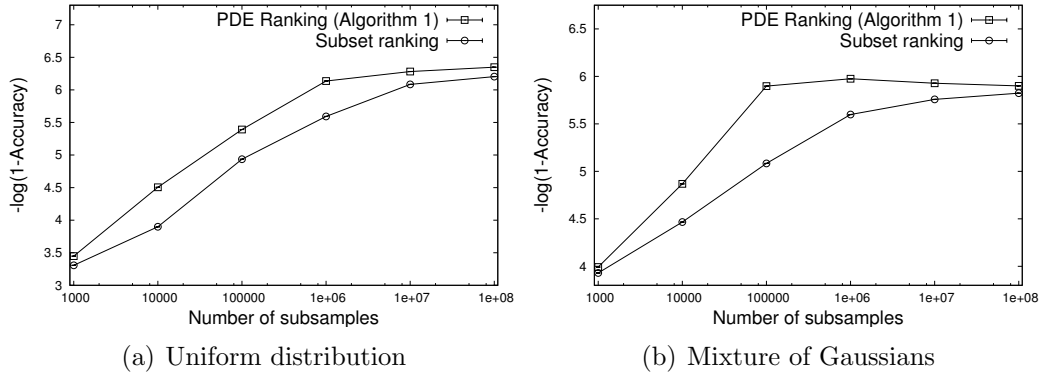 7
6.5
6
5.5
5
4.5
4
3.5
3
-log(1-Accuracy)
PDE Ranking (Algorithm 1)
Subset ranking
1000 10000 100000 1e+06 1e+07 1e+08
Number of subsamples
(a) Uniform distribution
6.5
6
5.5
5
4.5
4
-log(1-Accuracy)
PDE Ranking (Algorithm 1)
Subset ranking
1000 10000 100000 1e+06 1e+07 1e+08
Number of subsamples
(b) Mixture of Gaussians